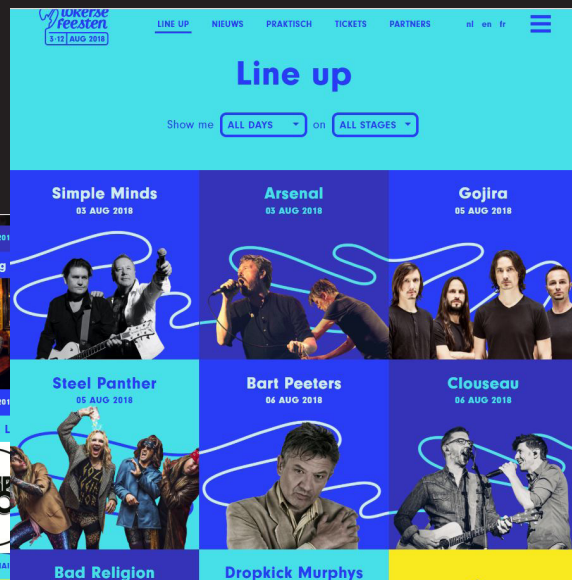 Feesten
3-12 AUG 2018
LINE UP NIEUWS PRAKTISCH TICKETS PARTNERS nl en fr
Line up
Show me ALL DAYS on ALL STAGES
Simple Minds
03 AUG 2018
Arsenal
03 AUG 2018
Gojira
05 AUG 2018
Steel Panther
05 AUG 2018
Bart Peeters
06 AUG 2018
Clouseau
06 AUG 2018
Bad Religion
Dropkick Murphys